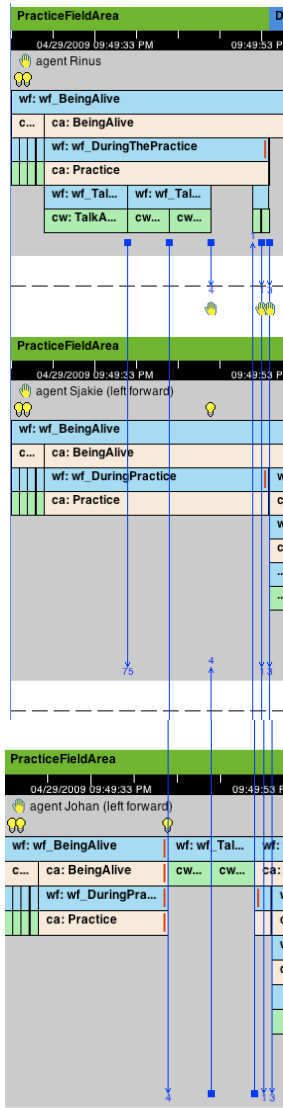 PracticeFieldArea D
04/29/2009 09:49:33 PM 09:49:53 P
agent Rinus
wf: wf_BeingAlive
c... ca: BeingAlive
wf: wf_DuringThePractice
ca: Practice
wf: wf_Tal... wf: wf_Tal...
cw: TalkA... cw... cw...
1
4 3
PracticeFieldArea
04/29/2009 09:49:33 PM 09:49:53 P
agent Sjakie (left forward)
wf: wf_BeingAlive
c... ca: BeingAlive
wf: wf_DuringPractice w
ca: Practice c
w
c
..
..
4
75 13
PracticeFieldArea
04/29/2009 09:49:33 PM 09:49:53 P
agent Johan (left forward)
wf: wf_BeingAlive wf: wf_Tal... wf:
c... ca: BeingAlive cw... cw... ca:
wf: wf_DuringPra... w
ca: Practice c
w
c
4 13